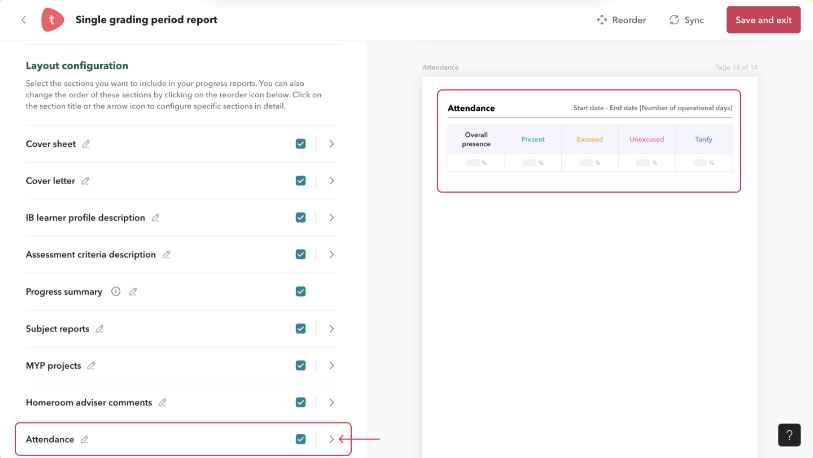 t
Single grading period report
Reorder
Sync
Save and exit
Layout configuration
Select the sections you want to include in your progress reports. You can also
change the order of these sections by clicking on the reorder icon below. Click on
the section title or the arrow icon to configure specific sections in detail.
Cover sheet
Cover letter
IB learner profile description
Assessment criteria description
Progress summary
Subject reports
MYP projects
Homeroom adviser comments
Attendance
Attendance
Page 14 of 14
Attendance
Start date - End date [Number of operational days]
Overall
presence
Present
Excused
Unexcused
Tardy
% % % % %
?